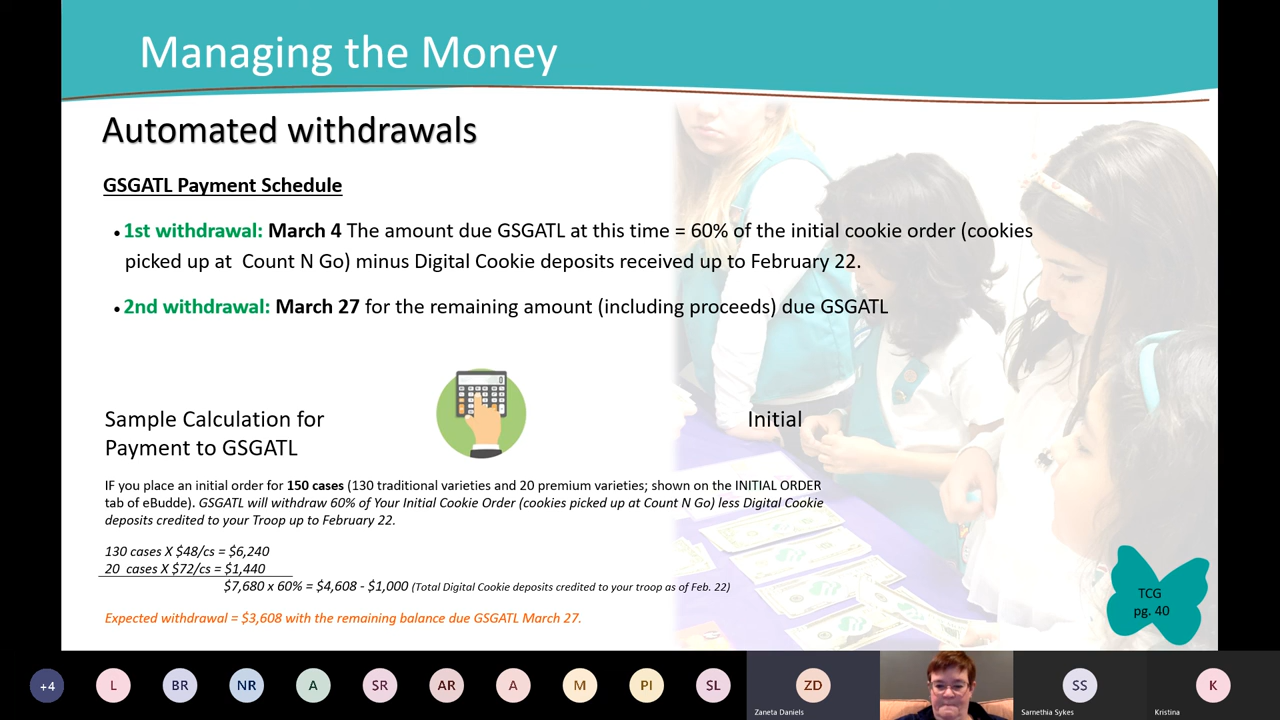 Managing the Money
Automated withdrawals
GSGATL Payment Schedule
• 1st withdrawal: March 4 The amount due GSGATL at this time = 60% of the initial cookie order (cookies
picked up at Count N Go) minus Digital Cookie deposits received up to February 22.
• 2nd withdrawal: March 27 for the remaining amount (including proceeds) due GSGATL
Sample Calculation for
Payment to GSGATL
Initial
IF you place an initial order for 150 cases (130 traditional varieties and 20 premium varieties; shown on the INITIAL ORDER
tab of eBudde). GSGATL will withdraw 60% of Your Initial Cookie Order (cookies picked up at Count N Go) less Digital Cookie
deposits credited to your Troop up to February 22.
130 cases X $48/cs = $6,240
20 cases X $72/cs = $1,440
$7,680 x 60% = $4,608 - $1,000 (Total Digital Cookie deposits credited to your troop as of Feb. 22)
Expected withdrawal = $3,608 with the remaining balance due GSGATL March 27.
TCG
pg. 40
+4 L BR NR A SR AR A M PI SL ZD SS K
Zaneta Daniels Sarnethia Sykes Kristina